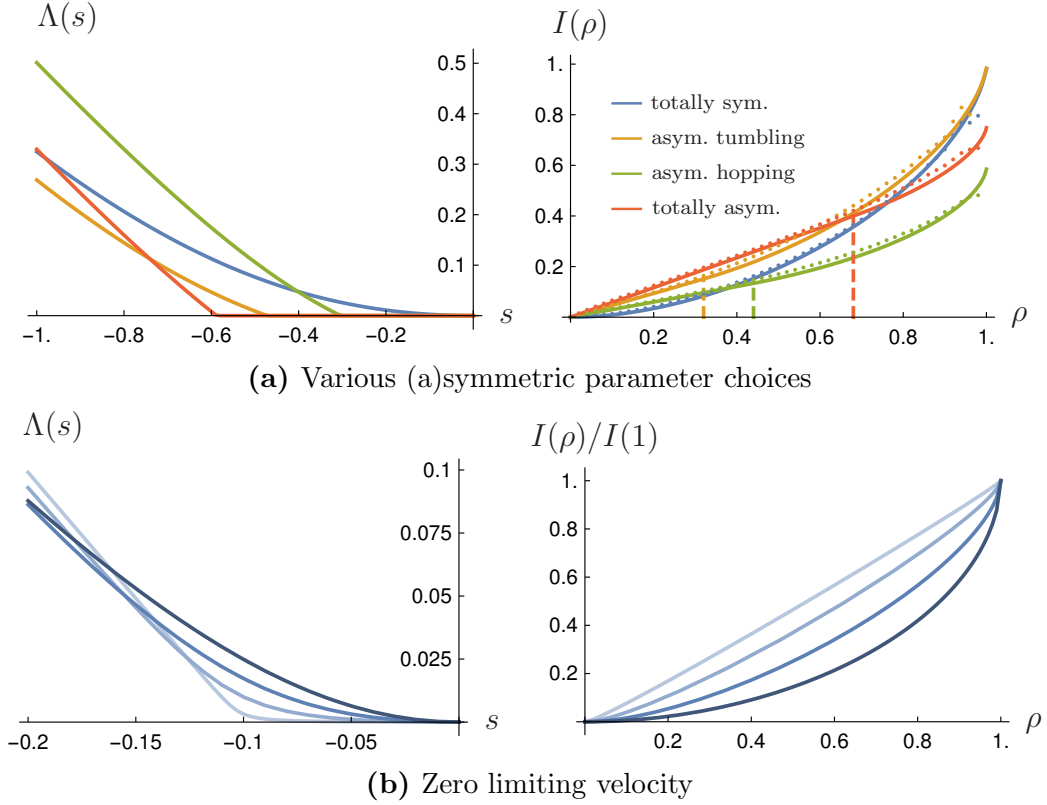 Λ(s)
0.5
0.4
0.3
0.2
0.1
-1. -0.8 -0.6 -0.4 -0.2 s
I(ρ)
1.
0.8
0.6
0.4
0.2
totally sym.
asym. tumbling
asym. hopping
totally asym.
0.2 0.4 0.6 0.8 1. ρ
(a) Various (a)symmetric parameter choices
Λ(s)
0.1
0.075
0.05
0.025
-0.2 -0.15 -0.1 -0.05 s
I(ρ)/I(1)
1.
0.8
0.6
0.4
0.2
0.2 0.4 0.6 0.8 1. ρ
(b) Zero limiting velocity